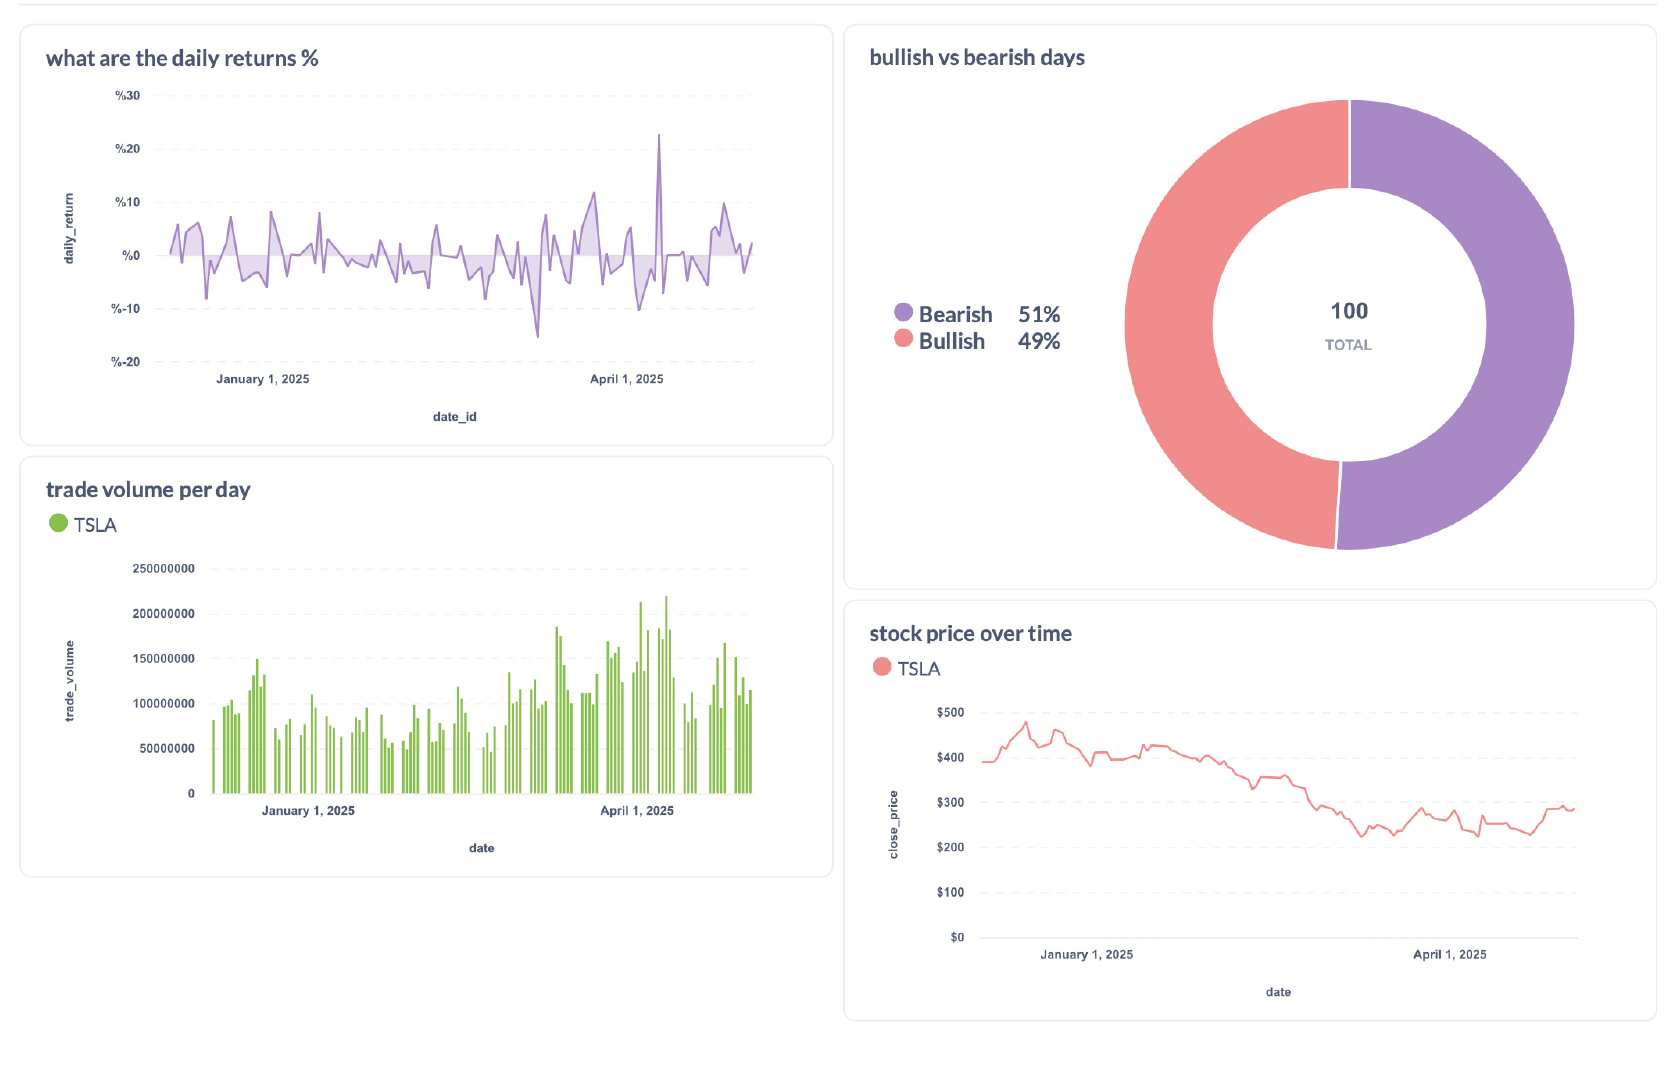 what are the daily returns %
%30
%20
%10
%0
%-10
%-20
daily_return
January 1, 2025 April 1, 2025
date_id
bullish vs bearish days
Bearish 51%
Bullish 49%
100
TOTAL
trade volume per day
TSLA
250000000
200000000
150000000
100000000
50000000
0
trade_volume
January 1, 2025 April 1, 2025
date
stock price over time
TSLA
$500
$400
$300
$200
$100
$0
close_price
January 1, 2025 April 1, 2025
date